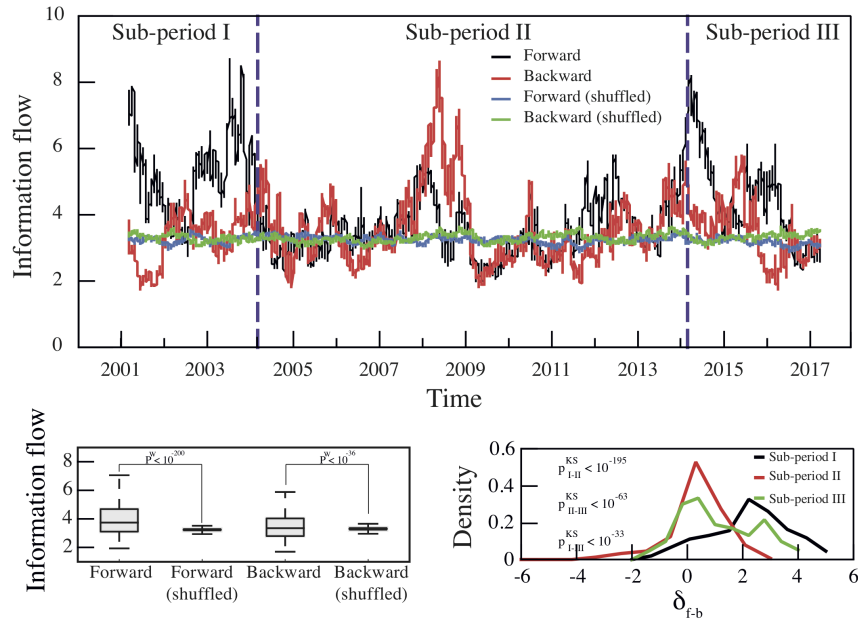 Sub-period I
Sub-period II
Sub-period III
Forward
Backward
Forward (shuffled)
Backward (shuffled)
Information flow
10
8
6
4
2
0
2001 2003 2005 2007 2009 2011 2013 2015 2017
Time
Information flow
8
6
4
2
P^W < 10^-200
P^W < 10^-36
Forward Forward Backward Backward
(shuffled) (shuffled)
Density
0.6
0.4
0.2
0
p^KS_I-II < 10^-195
p^KS_II-III < 10^-63
p^KS_I-III < 10^-33
Sub-period I
Sub-period II
Sub-period III
-6 -4 -2 0 2 4 6
δ_f-b